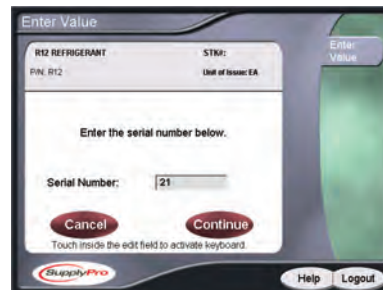 Enter Value
Enter Value
R12 REFRIGERANT STK#:
P/N: R12 Unit of Issue: EA
Enter the serial number below.
Serial Number: 21
Cancel Continue
Touch inside the edit field to activate keyboard.
SupplyPro
Help Logout